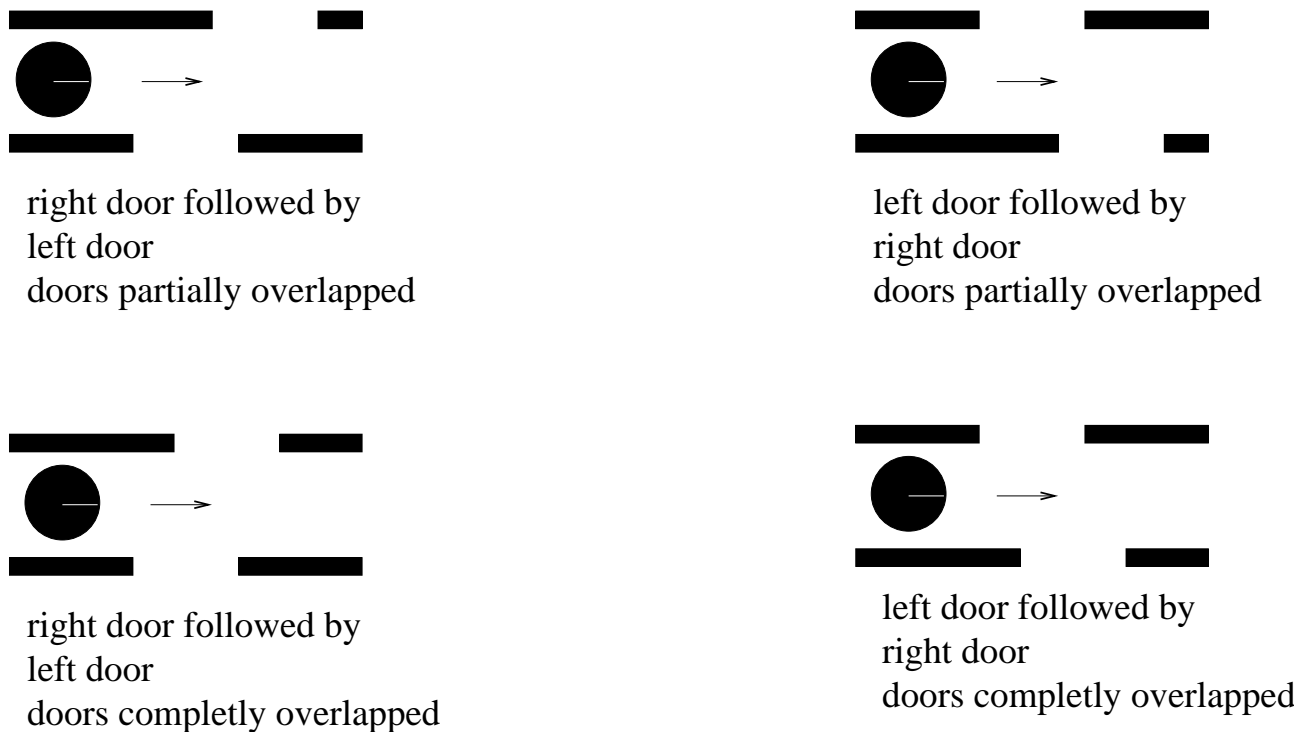 right door followed by
left door
doors partially overlapped
left door followed by
right door
doors partially overlapped
right door followed by
left door
doors completly overlapped
left door followed by
right door
doors completly overlapped